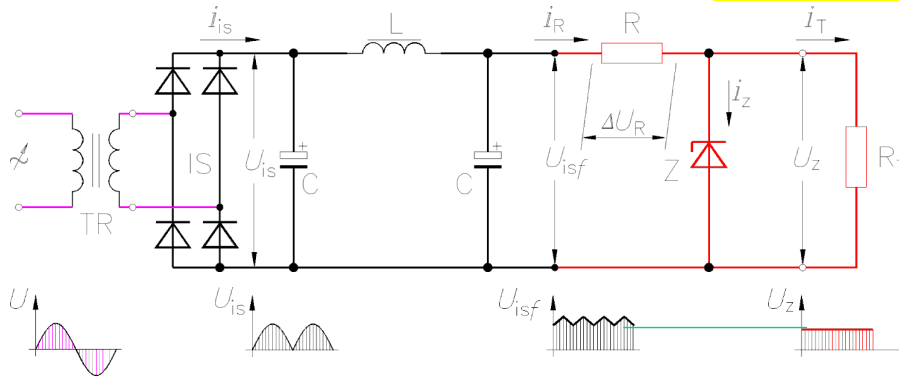 i_is L i_R R i_T
ΔU_R i_z
IS U_is + C + C U_isf Z U_z R
TR
U U_is U_isf U_z